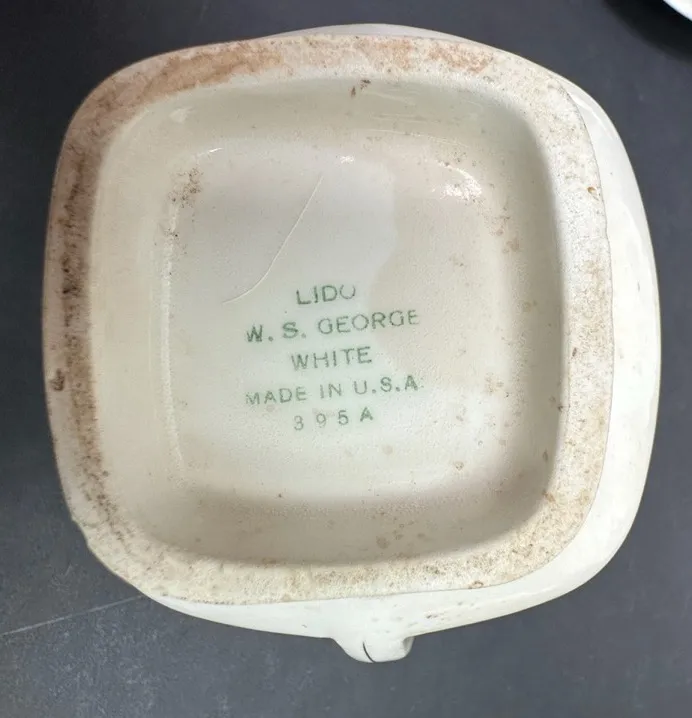 LIDO
W. S. GEORGE
WHITE
MADE IN U.S.A.
395A